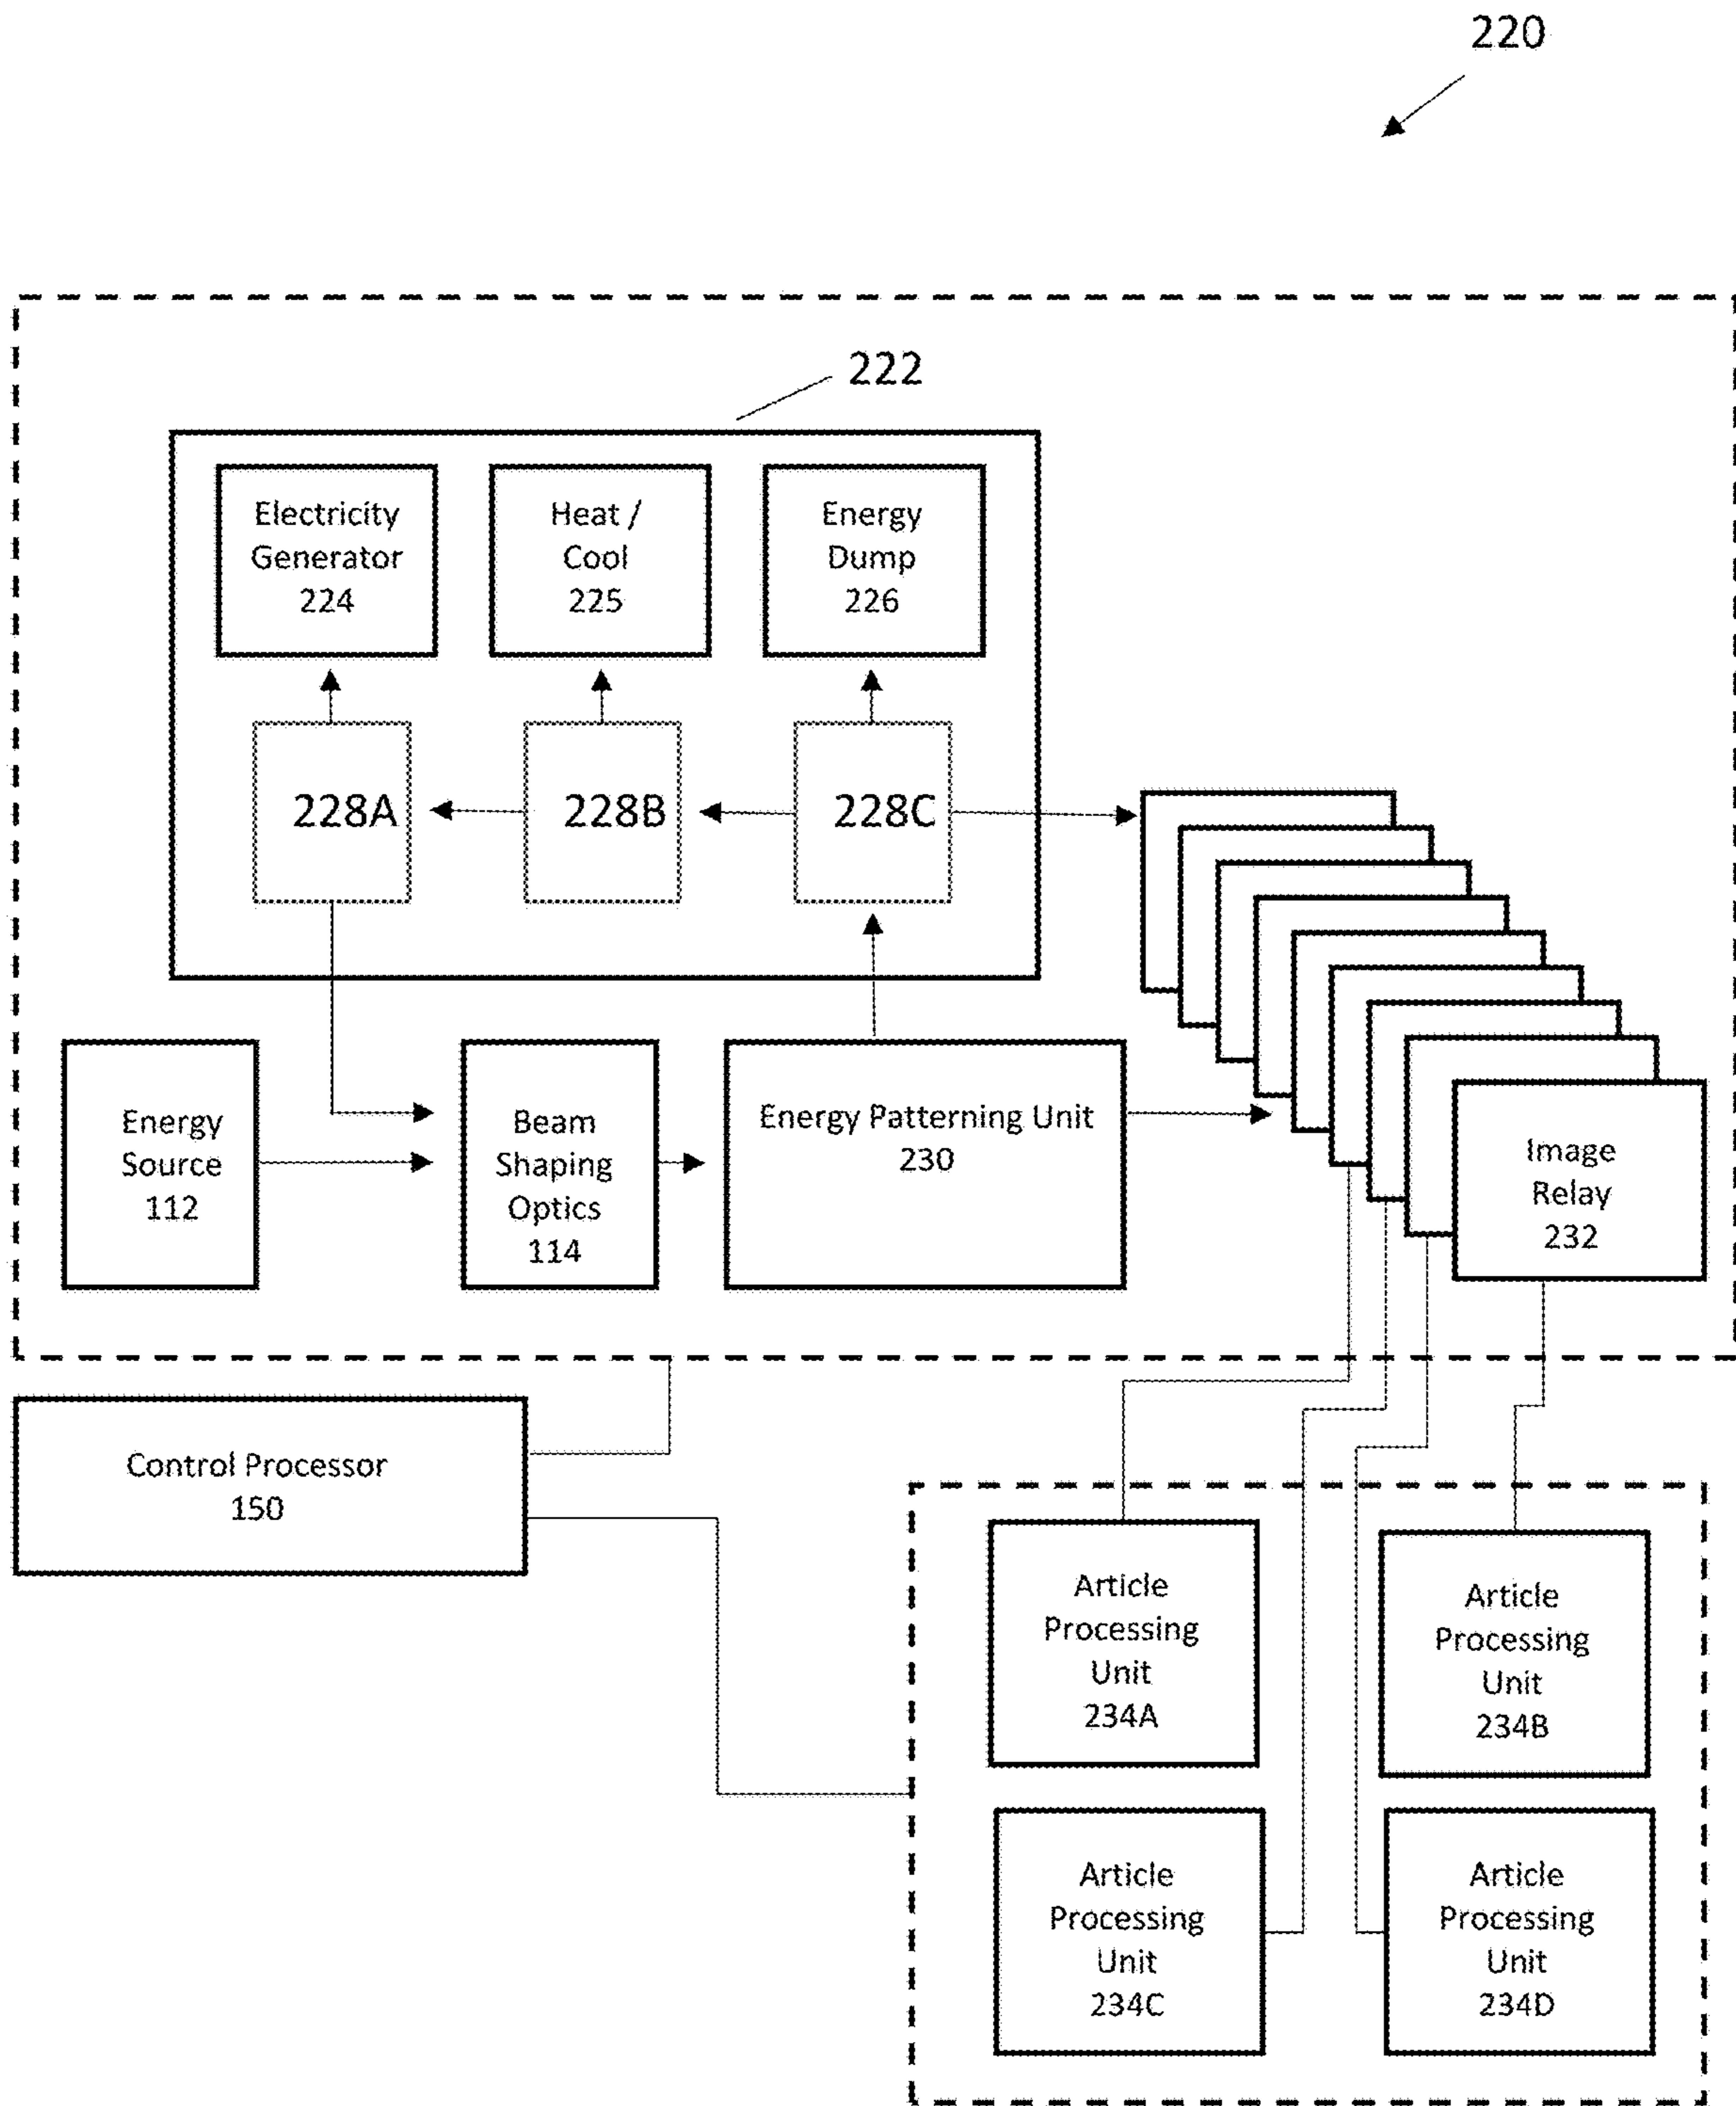 220
222
Electricity
Generator
224
Heat /
Cool
225
Energy
Dump
226
228A
228B
228C
Energy
Source
112
Beam
Shaping
Optics
114
Energy Patterning Unit
230
Image
Relay
232
Control Processor
150
Article
Processing
Unit
234A
Article
Processing
Unit
234B
Article
Processing
Unit
234C
Article
Processing
Unit
234D